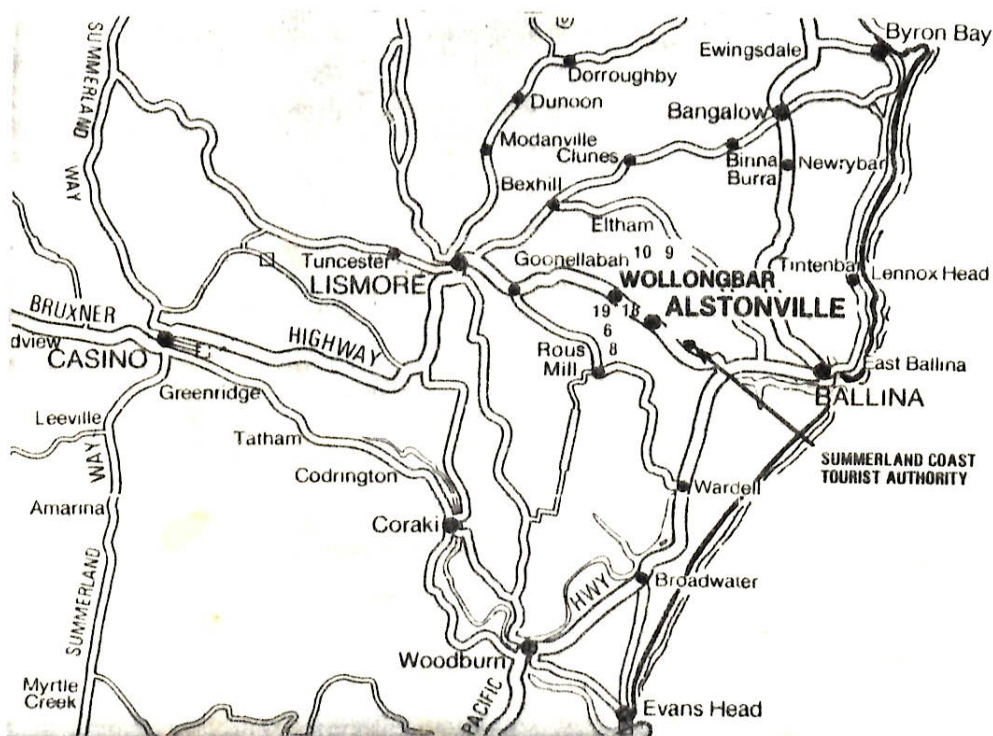 Byron Bay
Ewingsdale
SUMMERLAND
WAY
Dorroughby
Dunoon
Bangalow
Modanville
Clunes
Binna
Burra
Newrybar
Bexhill
Eltham
10 9
Tuncester
Goonellabah
LISMORE
WOLLONGBAR
Tintenbar
Lennox Head
19 18
ALSTONVILLE
6
8
BRUXNER
HIGHWAY
dview
CASINO
Rous
Mill
East Ballina
BALLINA
Greenridge
Leeville
WAY
Tatham
SUMMERLAND COAST
TOURIST AUTHORITY
Codrington
Wardell
Amarina
Coraki
SUMMERLAND
HWY
Broadwater
Woodburn
Myrtle
Creek
PACIFIC
Evans Head